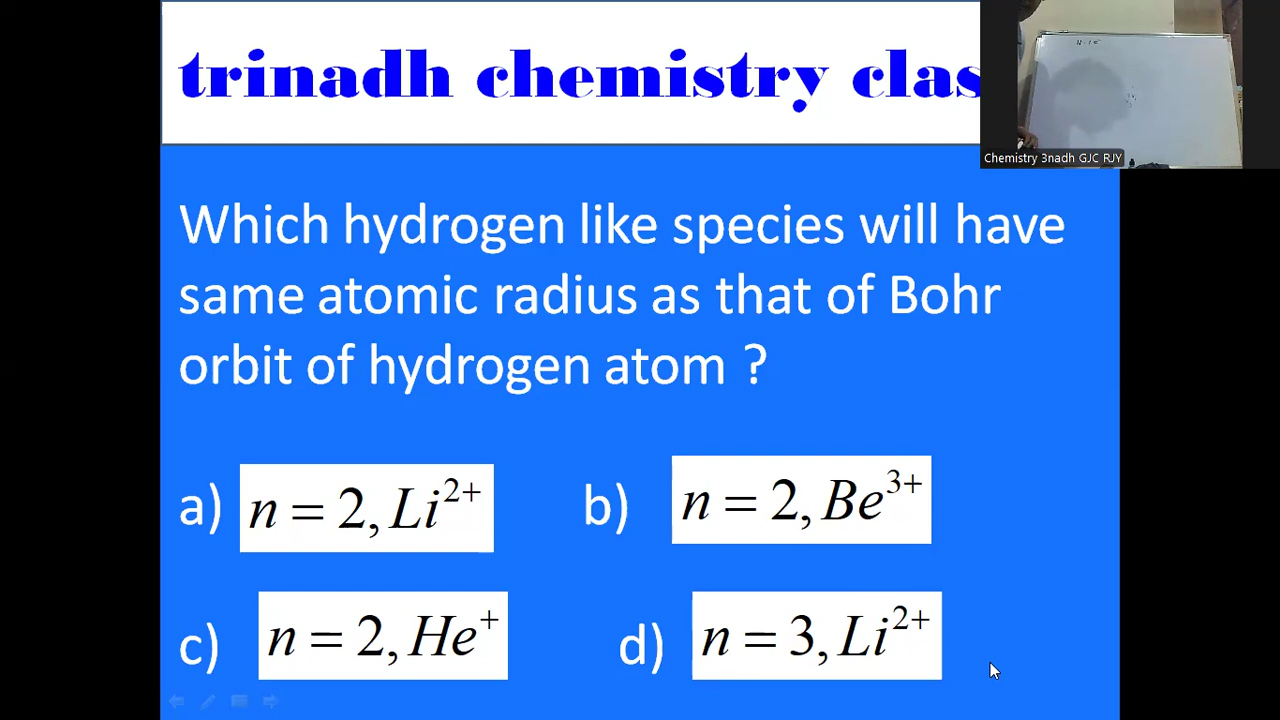 trinadh chemistry clas
Chemistry 3nadh GJC RJY
Which hydrogen like species will have
same atomic radius as that of Bohr
orbit of hydrogen atom ?
a) n = 2, Li²⁺
b) n = 2, Be³⁺
c) n = 2, He⁺
d) n = 3, Li²⁺